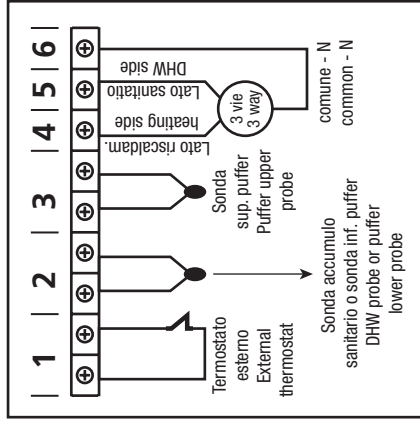 1 2 3 4 5 6
Termostato
esterno
External
thermostat
Sonda accumulo
sanitario o sonda inf. puffer
DHW probe or puffer
lower probe
Sonda
sup. puffer
Puffer upper
probe
Lato riscaldam.
heating side
Lato sanitatio
DHW side
3 vie
3 way
comune - N
common - N